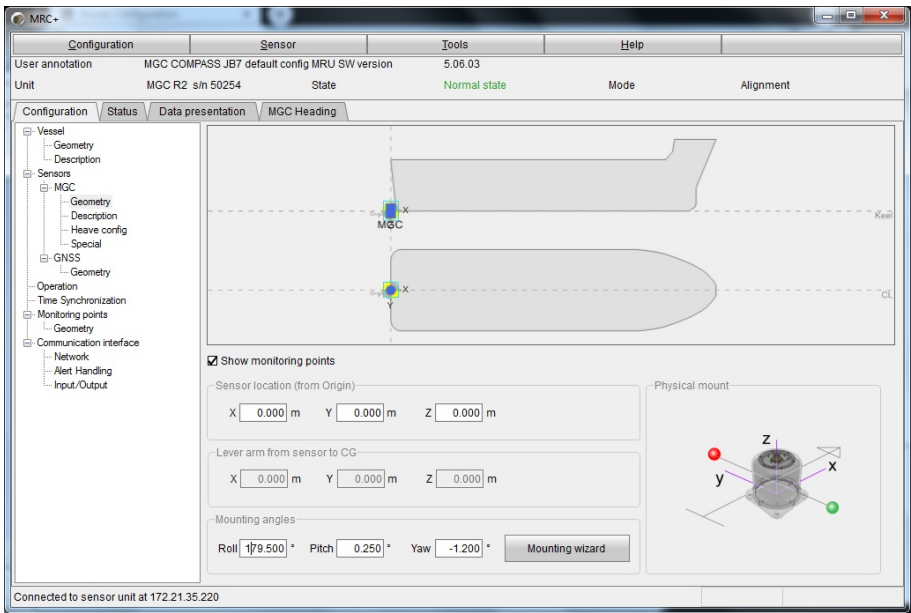 MRC+
Configuration Sensor Tools Help
User annotation MGC COMPASS JB7 default config MRU SW version 5.06.03
Unit MGC R2 s/n 50254 State Normal state Mode Alignment
Configuration Status Data presentation MGC Heading
Vessel
Geometry
Description
Sensors
MGC
Geometry
Description
Heave config
Special
GNSS
Geometry
Operation
Time Synchronization
Monitoring points
Geometry
Communication interface
Network
Alert Handling
Input/Output
X
Keel
X
CL
Y
Show monitoring points
Sensor location (from Origin)
X 0.000 m Y 0.000 m Z 0.000 m
Lever arm from sensor to CG
X 0.000 m Y 0.000 m Z 0.000 m
Mounting angles
Roll 179.500 ° Pitch 0.250 ° Yaw -1.200 ° Mounting wizard
Physical mount
z
x
y
Connected to sensor unit at 172.21.35.220